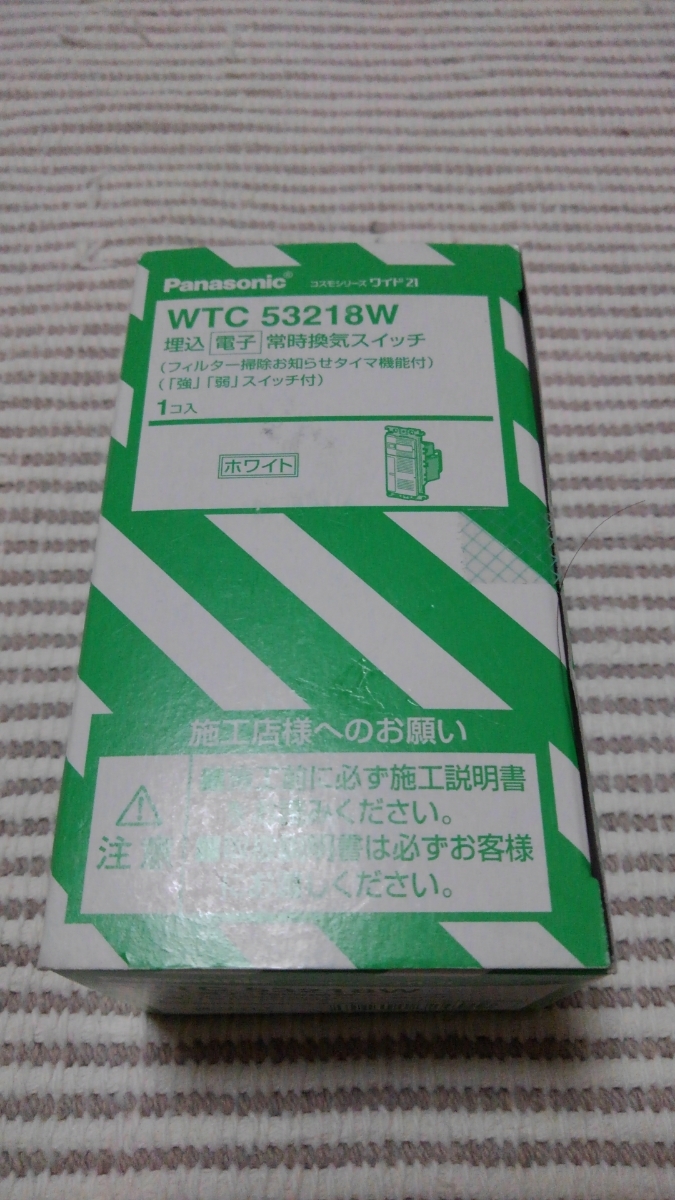 Panasonic® コスモシリーズ ワイド21
WTC 53218W
埋込 電子 常時換気スイッチ
(フィルター掃除お知らせタイマ機能付)
(「強」「弱」スイッチ付)
1コ入
ホワイト
施工店様へのお願い
前に必ず施工説明書
ください。
注
書は必ずお客様
ください。